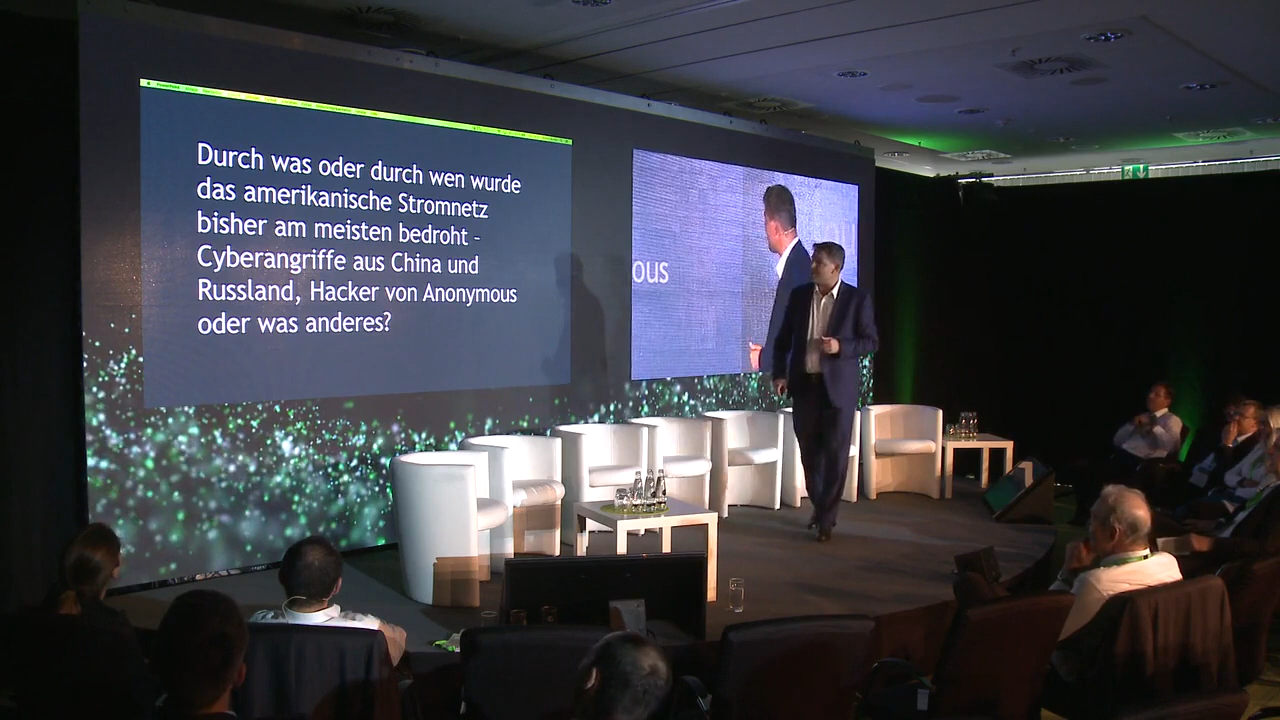 Durch was oder durch wen wurde
das amerikanische Stromnetz
bisher am meisten bedroht –
Cyberangriffe aus China und
Russland, Hacker von Anonymous
oder was anderes?
ous